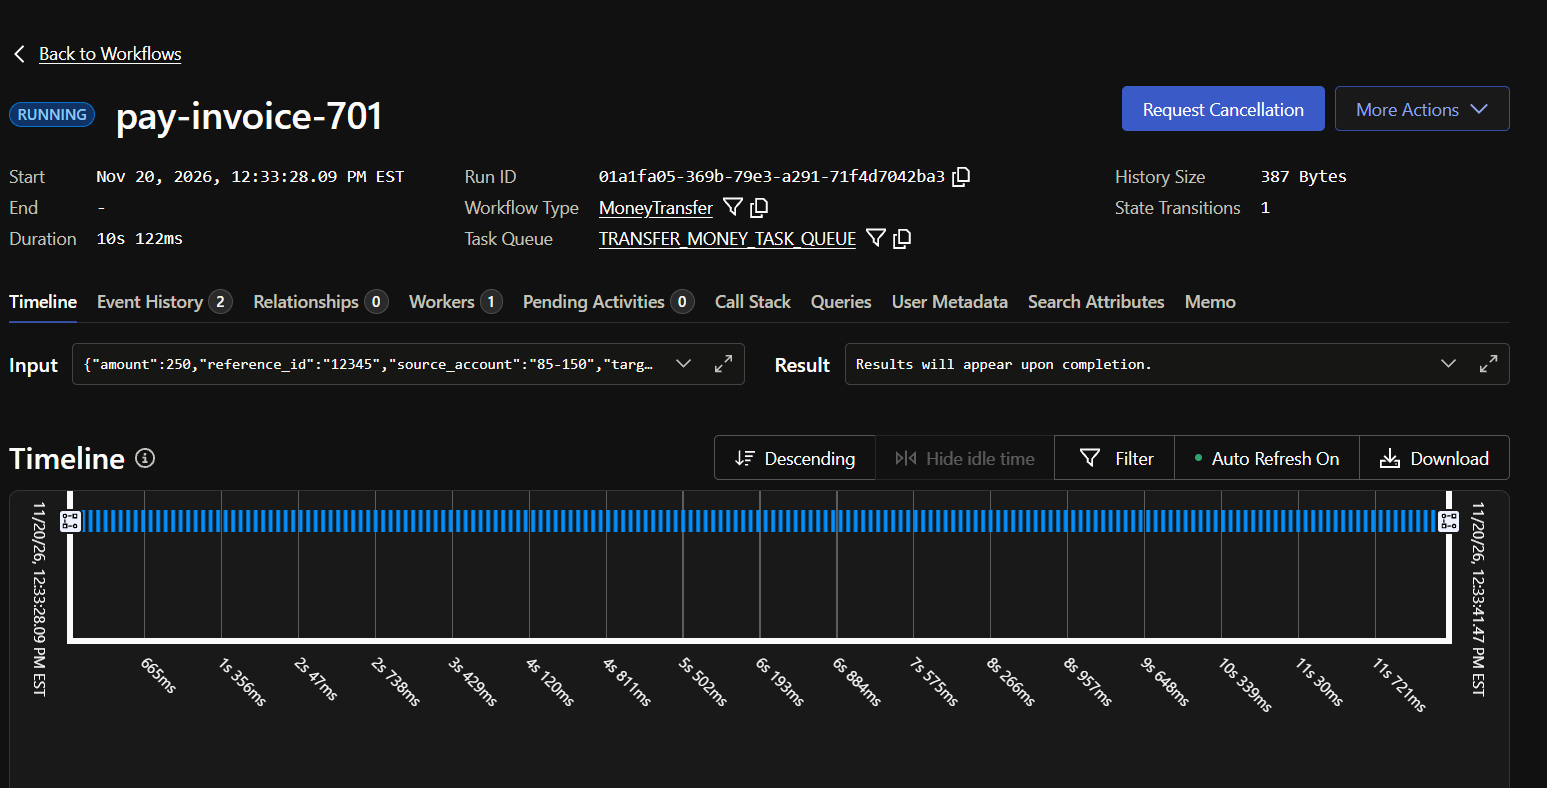 Back to Workflows
RUNNING pay-invoice-701 Request Cancellation More Actions
Start Nov 20, 2026, 12:33:28.09 PM EST Run ID 01a1fa05-369b-79e3-a291-71f4d7042ba3 History Size 387 Bytes
End - Workflow Type MoneyTransfer State Transitions 1
Duration 10s 122ms Task Queue TRANSFER_MONEY_TASK_QUEUE
Timeline Event History 2 Relationships 0 Workers 1 Pending Activities 0 Call Stack Queries User Metadata Search Attributes Memo
Input {"amount":250,"reference_id":"12345","source_account":"85-150","targ… Result Results will appear upon completion.
Timeline Descending Hide idle time Filter Auto Refresh On Download
11/20/26, 12:33:28.09 PM EST
11/20/26, 12:33:41.47 PM EST
665ms 1s 356ms 2s 47ms 2s 738ms 3s 429ms 4s 120ms 4s 811ms 5s 502ms 6s 193ms 6s 884ms 7s 575ms 8s 266ms 8s 957ms 9s 648ms 10s 339ms 11s 30ms 11s 721ms